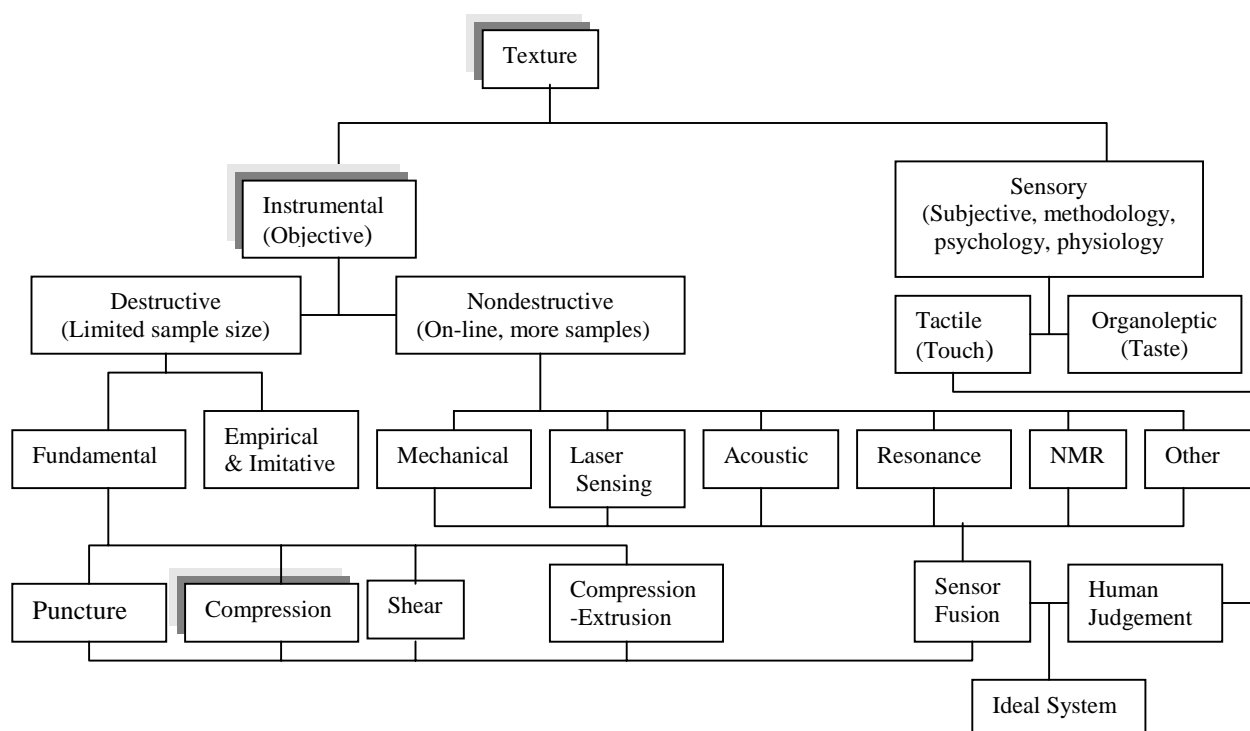 Texture
Instrumental
(Objective)
Sensory
(Subjective, methodology,
psychology, physiology
Destructive
(Limited sample size)
Nondestructive
(On-line, more samples)
Tactile
(Touch)
Organoleptic
(Taste)
Fundamental
Empirical
& Imitative
Mechanical
Laser
Sensing
Acoustic
Resonance
NMR
Other
Puncture
Compression
Shear
Compression
-Extrusion
Sensor
Fusion
Human
Judgement
Ideal System